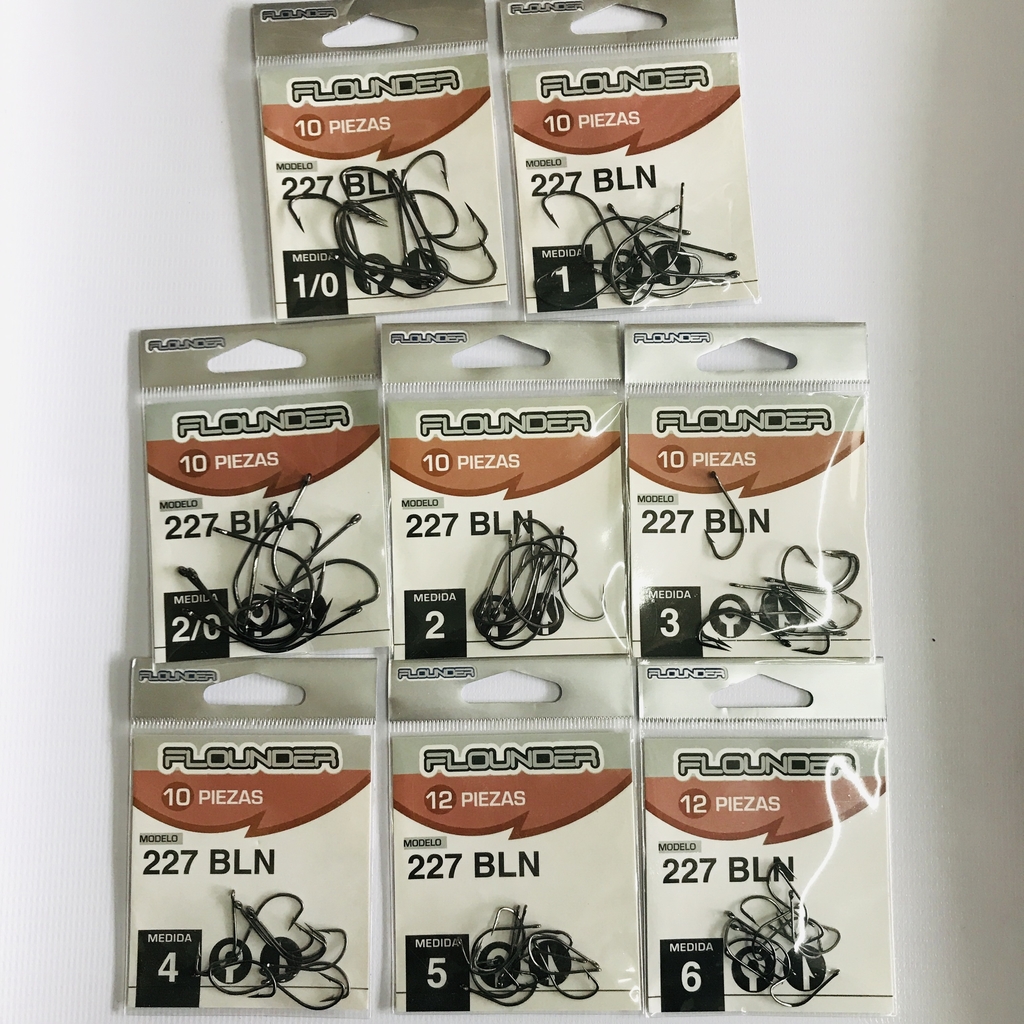 FLOUNDER
FLOUNDER
10 PIEZAS
MODELO
227 BLN
MEDIDA
1/0
FLOUNDER
FLOUNDER
10 PIEZAS
MODELO
227 BLN
MEDIDA
1
FLOUNDER
FLOUNDER
10 PIEZAS
MODELO
227 BLN
MEDIDA
2/0
FLOUNDER
FLOUNDER
10 PIEZAS
MODELO
227 BLN
MEDIDA
2
FLOUNDER
FLOUNDER
10 PIEZAS
MODELO
227 BLN
MEDIDA
3
FLOUNDER
FLOUNDER
10 PIEZAS
MODELO
227 BLN
MEDIDA
4
FLOUNDER
FLOUNDER
12 PIEZAS
MODELO
227 BLN
MEDIDA
5
FLOUNDER
FLOUNDER
12 PIEZAS
MODELO
227 BLN
MEDIDA
6